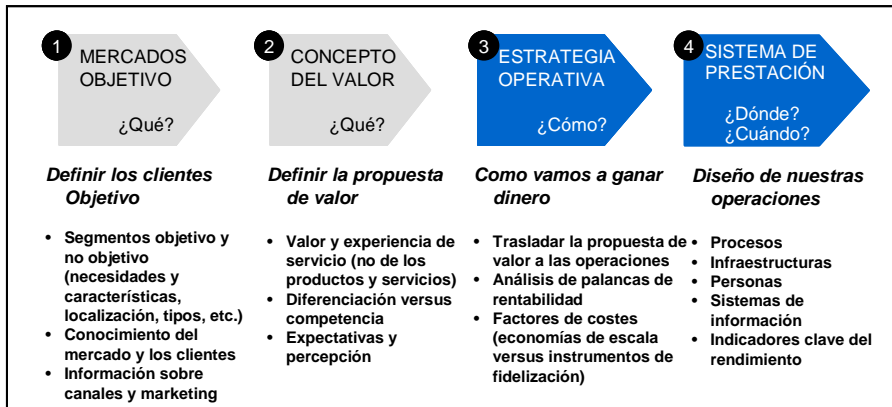 1
MERCADOS
OBJETIVO
¿Qué?
Definir los clientes
Objetivo
• Segmentos objetivo y
no objetivo
(necesidades y
características,
localización, tipos, etc.)
• Conocimiento del
mercado y los clientes
• Información sobre
canales y marketing
2
CONCEPTO
DEL VALOR
¿Qué?
Definir la propuesta
de valor
• Valor y experiencia de
servicio (no de los
productos y servicios)
• Diferenciación versus
competencia
• Expectativas y
percepción
3
ESTRATEGIA
OPERATIVA
¿Cómo?
Como vamos a ganar
dinero
• Trasladar la propuesta de
valor a las operaciones
• Análisis de palancas de
rentabilidad
• Factores de costes
(economías de escala
versus instrumentos de
fidelización)
4
SISTEMA DE
PRESTACIÓN
¿Dónde?
¿Cuándo?
Diseño de nuestras
operaciones
• Procesos
• Infraestructuras
• Personas
• Sistemas de
información
• Indicadores clave del
rendimiento